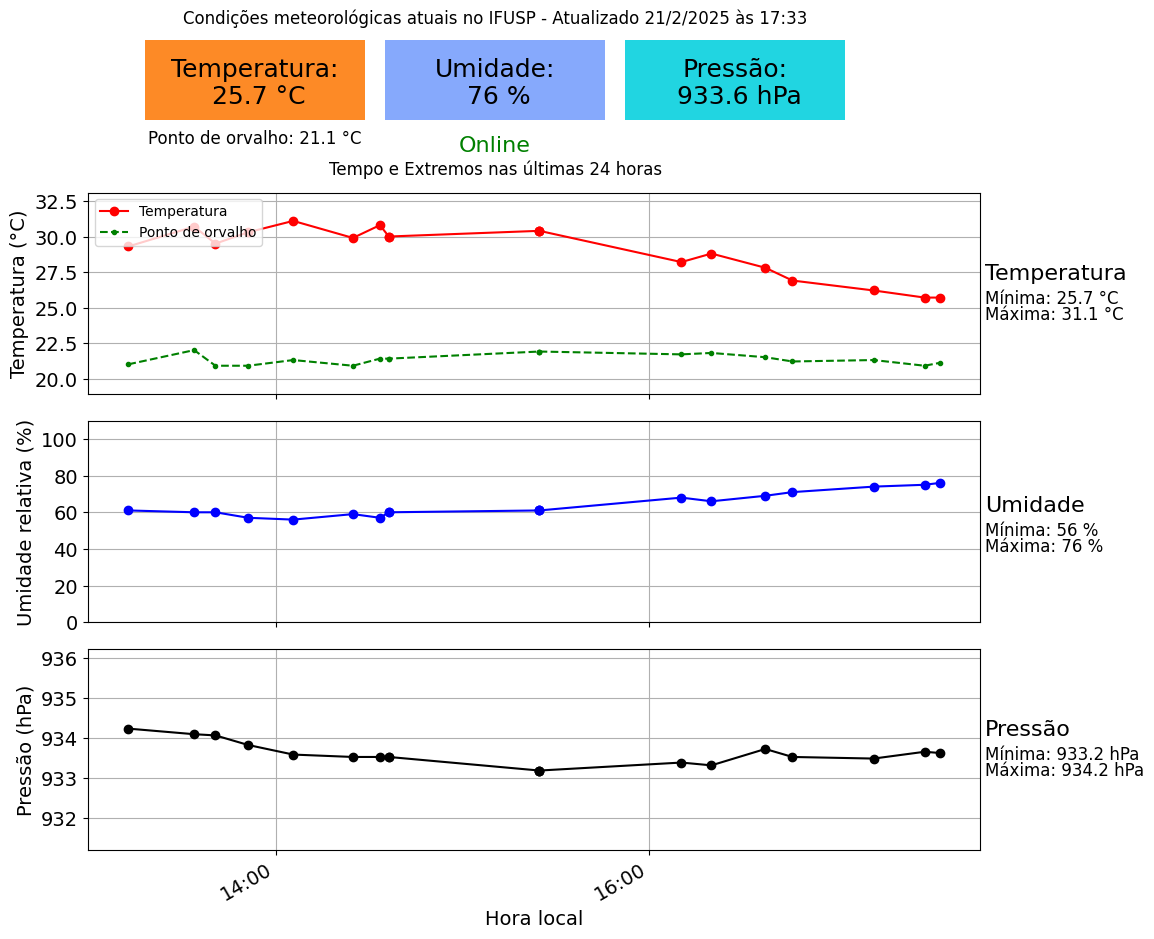 Condições meteorológicas atuais no IFUSP - Atualizado 21/2/2025 às 17:33
Temperatura:
25.7 °C
Umidade:
76 %
Pressão:
933.6 hPa
Ponto de orvalho: 21.1 °C
Online
Tempo e Extremos nas últimas 24 horas
Temperatura (°C)
32.5
30.0
27.5
25.0
22.5
20.0
Temperatura
Ponto de orvalho
Temperatura
Mínima: 25.7 °C
Máxima: 31.1 °C
Umidade relativa (%)
100
80
60
40
20
0
Umidade
Mínima: 56 %
Máxima: 76 %
Pressão (hPa)
936
935
934
933
932
Pressão
Mínima: 933.2 hPa
Máxima: 934.2 hPa
14:00
16:00
Hora local